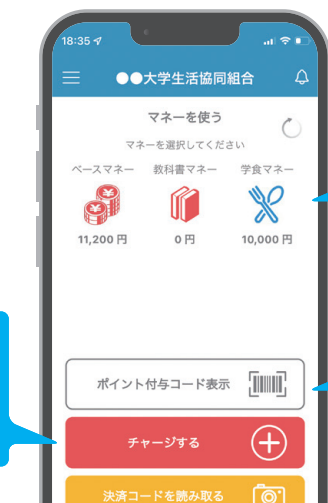 18:35
●●大学生活協同組合
マネーを使う
マネーを選択してください
ベースマネー 教科書マネー 学食マネー
11,200 円 0 円 10,000 円
ポイント付与コード表示
チャージする
決済コードを読み取る